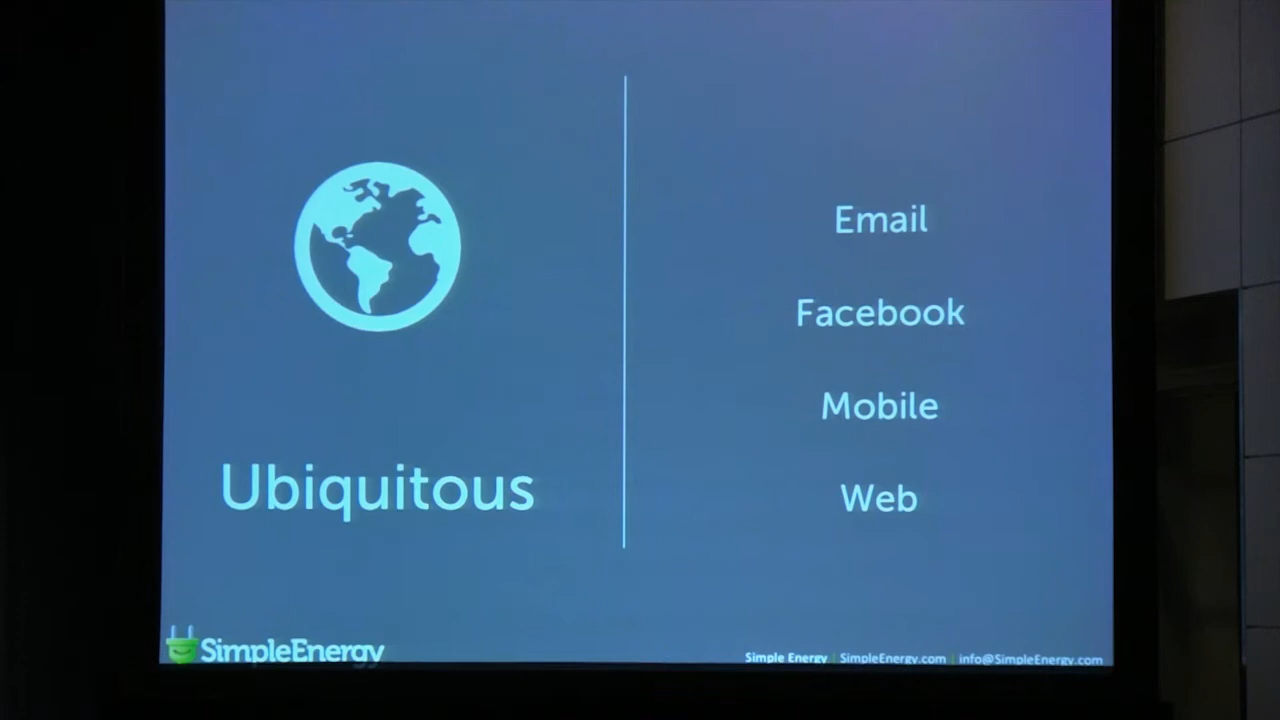 Ubiquitous
Email
Facebook
Mobile
Web
SimpleEnergy
Simple Energy | SimpleEnergy.com | info@SimpleEnergy.com